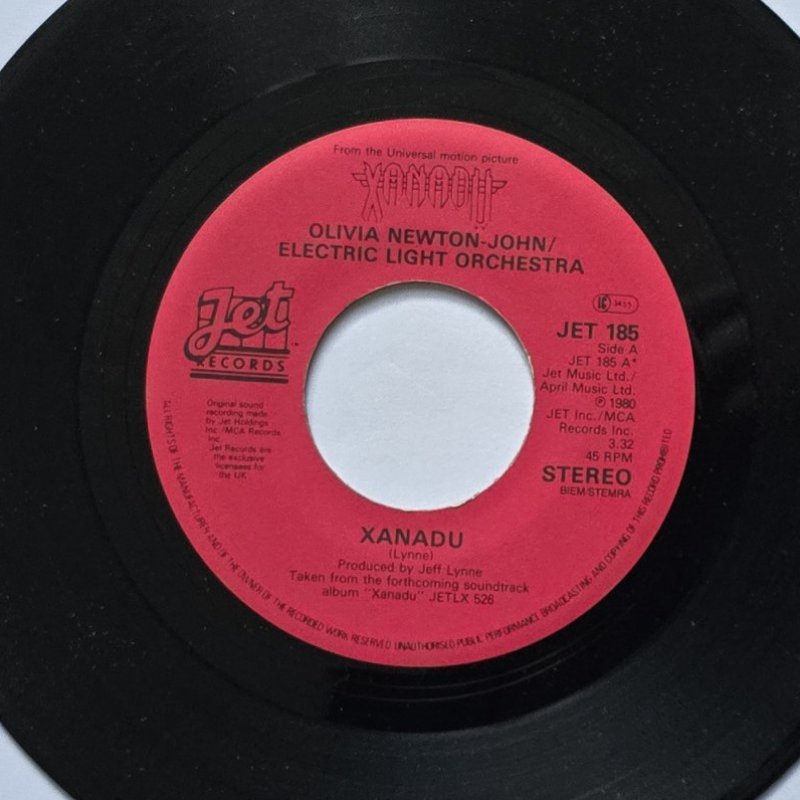 From the Universal motion picture
XANADU
OLIVIA NEWTON-JOHN/
ELECTRIC LIGHT ORCHESTRA
Jet
RECORDS
Original sound
recording made
by Jet Holdings
Inc./MCA Records
Inc.
Jet Records are
the exclusive
licensees for
the UK
JET 185
Side A
JET 185 A*
Jet Music Ltd./
April Music Ltd.
℗ 1980
JET Inc./MCA
Records Inc.
3.32
45 RPM
STEREO
BIEM/STEMRA
XANADU
(Lynne)
Produced by Jeff Lynne
Taken from the forthcoming soundtrack
album "Xanadu" JETLX 526
ALL RIGHTS OF THE MANUFACTURER AND OF THE OWNER OF THE RECORDED WORK RESERVED UNAUTHORISED PUBLIC PERFORMANCE BROADCASTING AND COPYING OF THIS RECORD PROHIBITED